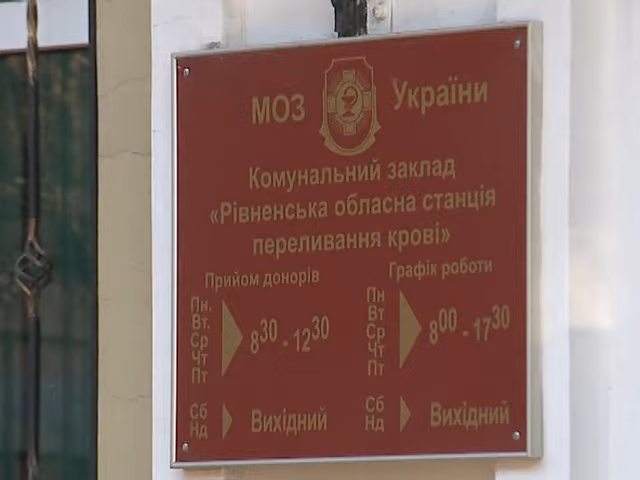 МОЗ України
Комунальний заклад
«Рівненська обласна станція
переливання крові»
Прийом донорів
Пн.
Вт.
Ср
Чт
Пт
8³⁰ - 12³⁰
Сб
Нд
Вихідний
Графік роботи
Пн
Вт
Ср
Чт
Пт
8⁰⁰ - 17³⁰
Сб
Нд
Вихідний